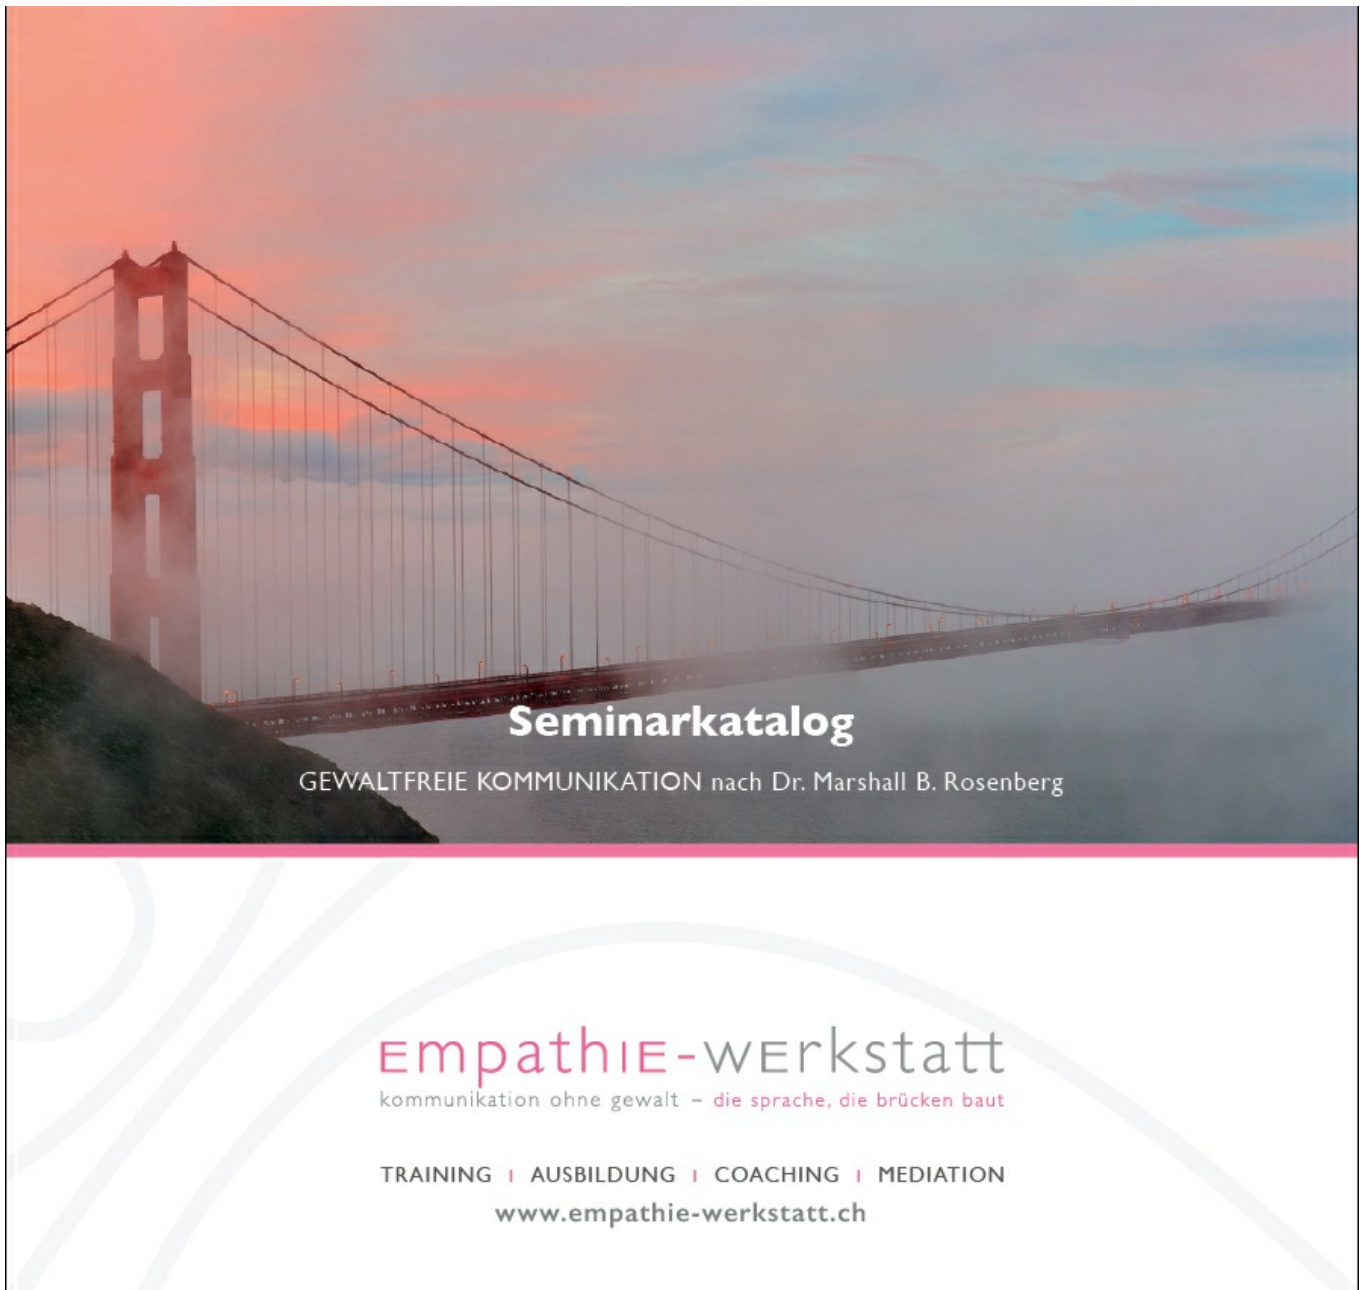 Seminarkatalog
GEWALTFREIE KOMMUNIKATION nach Dr. Marshall B. Rosenberg
Empathie-werkstatt
kommunikation ohne gewalt – die sprache, die brücken baut
TRAINING | AUSBILDUNG | COACHING | MEDIATION
www.empathie-werkstatt.ch